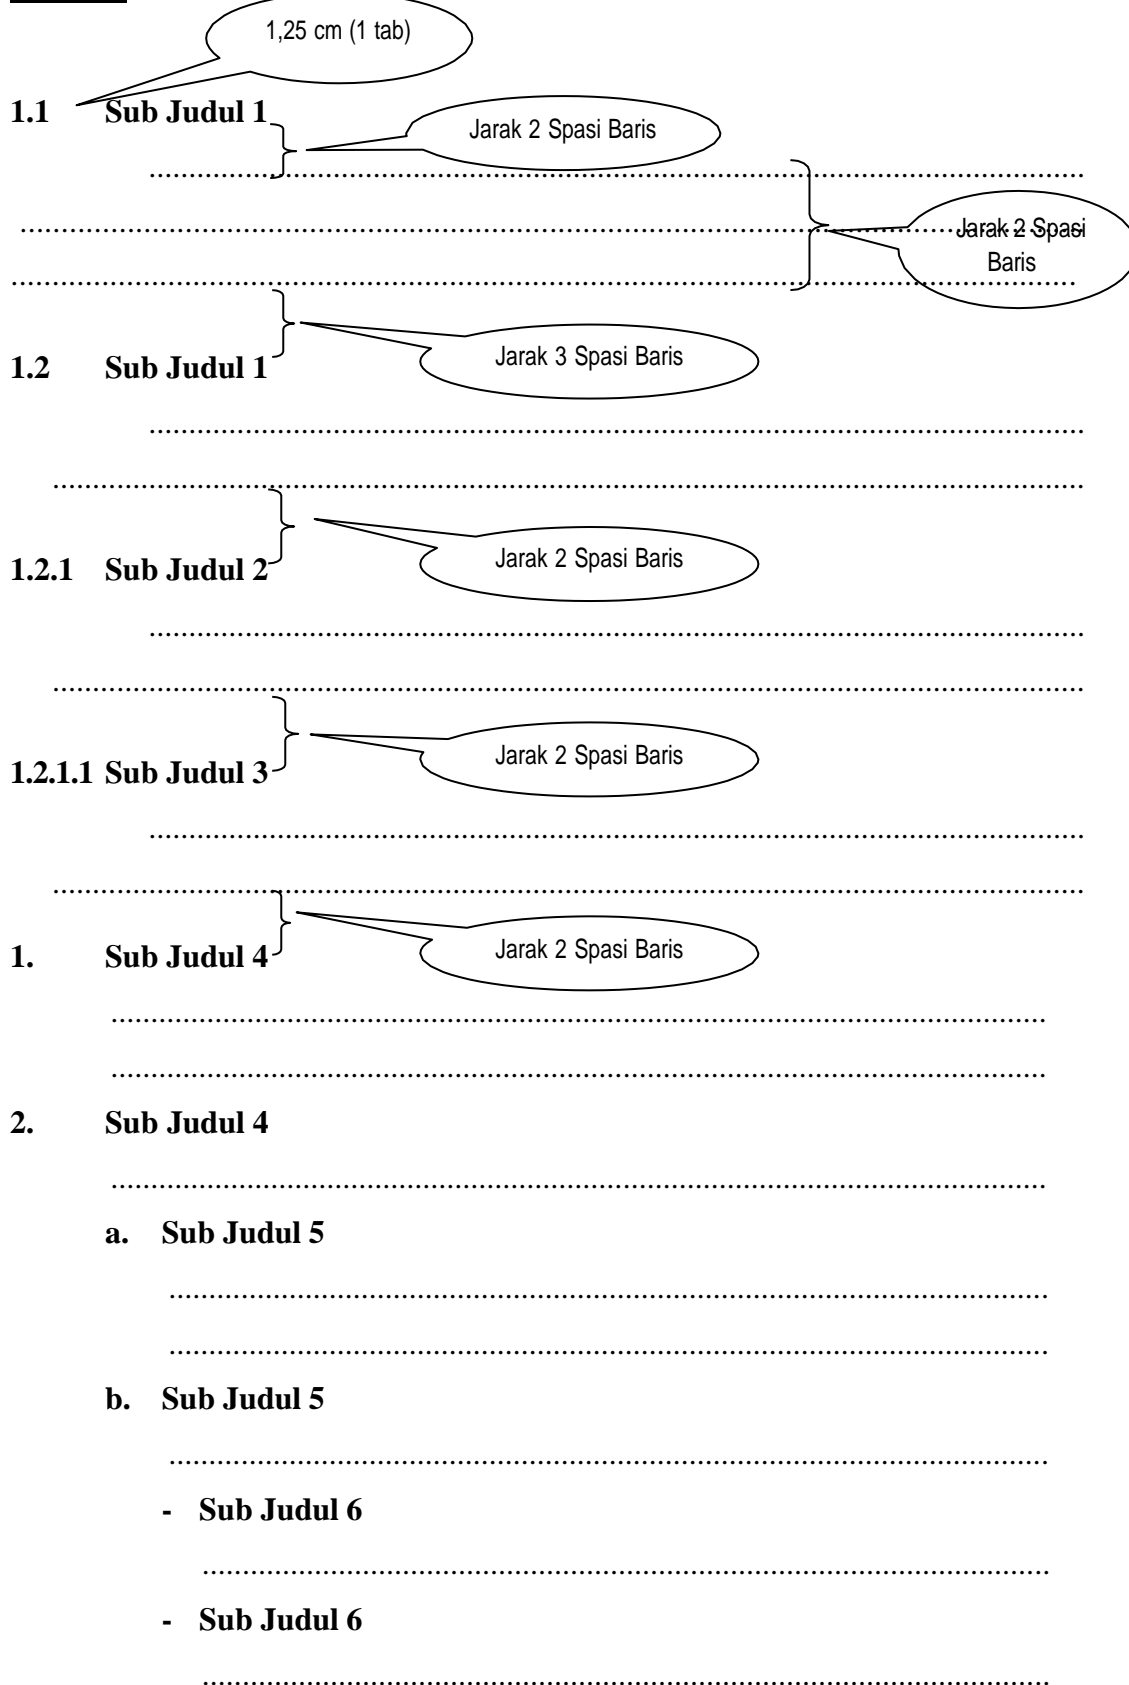 1,25 cm (1 tab)
1.1 Sub Judul 1
Jarak 2 Spasi Baris
................................................................................................................
................................................................................................................
Jarak 2 Spasi
Baris
................................................................................................................
Jarak 3 Spasi Baris
1.2 Sub Judul 1
................................................................................................................
................................................................................................................
Jarak 2 Spasi Baris
1.2.1 Sub Judul 2
................................................................................................................
................................................................................................................
Jarak 2 Spasi Baris
1.2.1.1 Sub Judul 3
................................................................................................................
................................................................................................................
Jarak 2 Spasi Baris
1. Sub Judul 4
................................................................................................................
................................................................................................................
2. Sub Judul 4
................................................................................................................
a. Sub Judul 5
................................................................................................................
................................................................................................................
b. Sub Judul 5
................................................................................................................
- Sub Judul 6
................................................................................................................
- Sub Judul 6
................................................................................................................